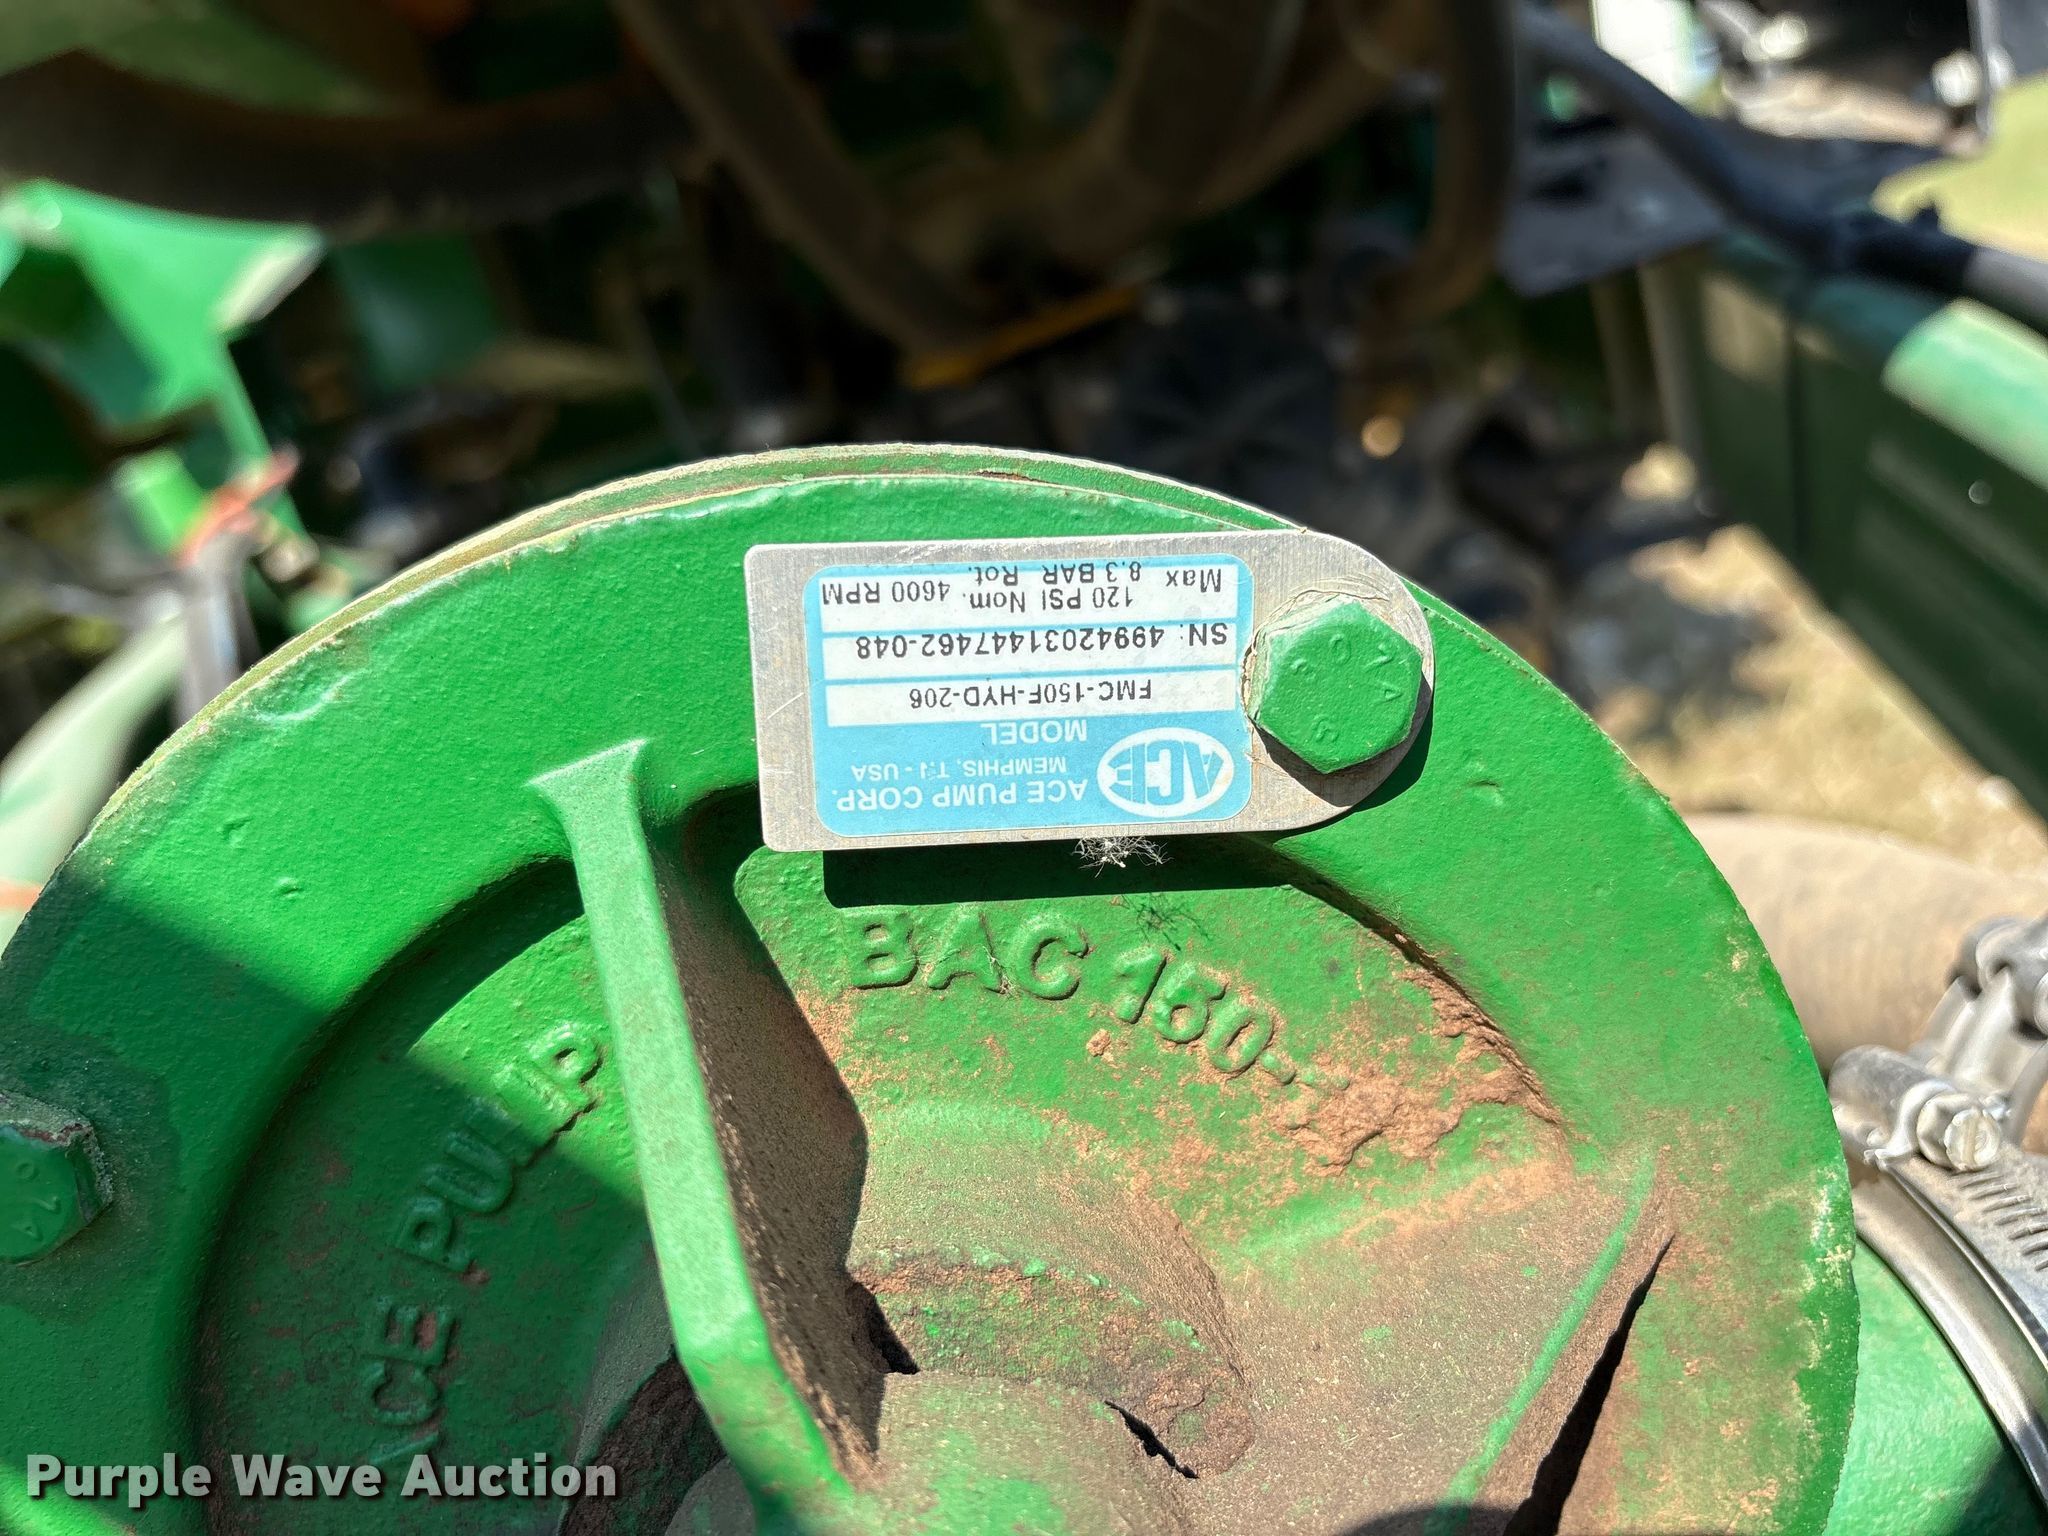 ACE
ACE PUMP CORP.
MEMPHIS, TN - USA
MODEL
FMC-150F-HYD-206
SN: 49942031447462-048
Max 120 PSI Nom. 4600 RPM
8.3 BAR Rot.
BAC 150-
ACE PUMP
Purple Wave Auction